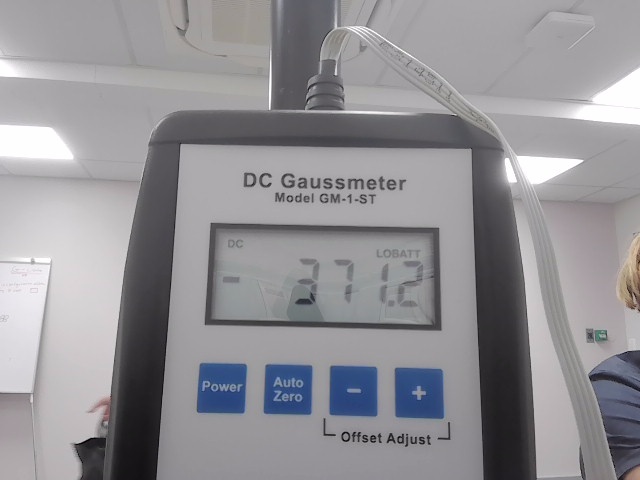 DC Gaussmeter
Model GM-1-ST
DC
LOBATT
- 371.2
Power
Auto
Zero
-
+
Offset Adjust